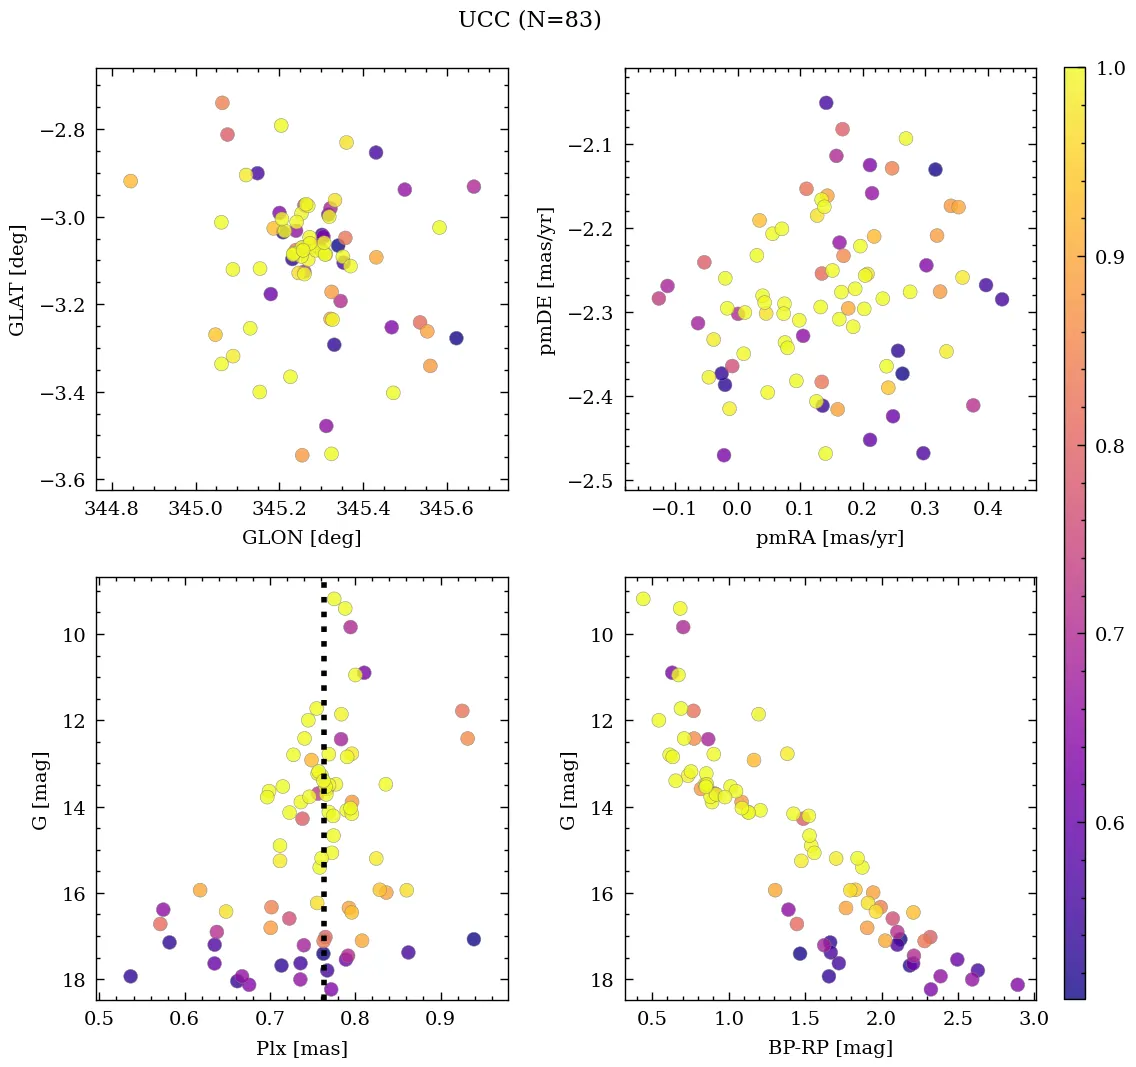 UCC (N=83)
−2.8
−3.0
−3.2
−3.4
−3.6
GLAT [deg]
344.8 345.0 345.2 345.4 345.6
GLON [deg]
−2.1
−2.2
−2.3
−2.4
−2.5
pmDE [mas/yr]
−0.1 0.0 0.1 0.2 0.3 0.4
pmRA [mas/yr]
1.0
0.9
0.8
0.7
0.6
10
12
14
16
18
G [mag]
0.5 0.6 0.7 0.8 0.9
Plx [mas]
10
12
14
16
18
G [mag]
0.5 1.0 1.5 2.0 2.5 3.0
BP-RP [mag]